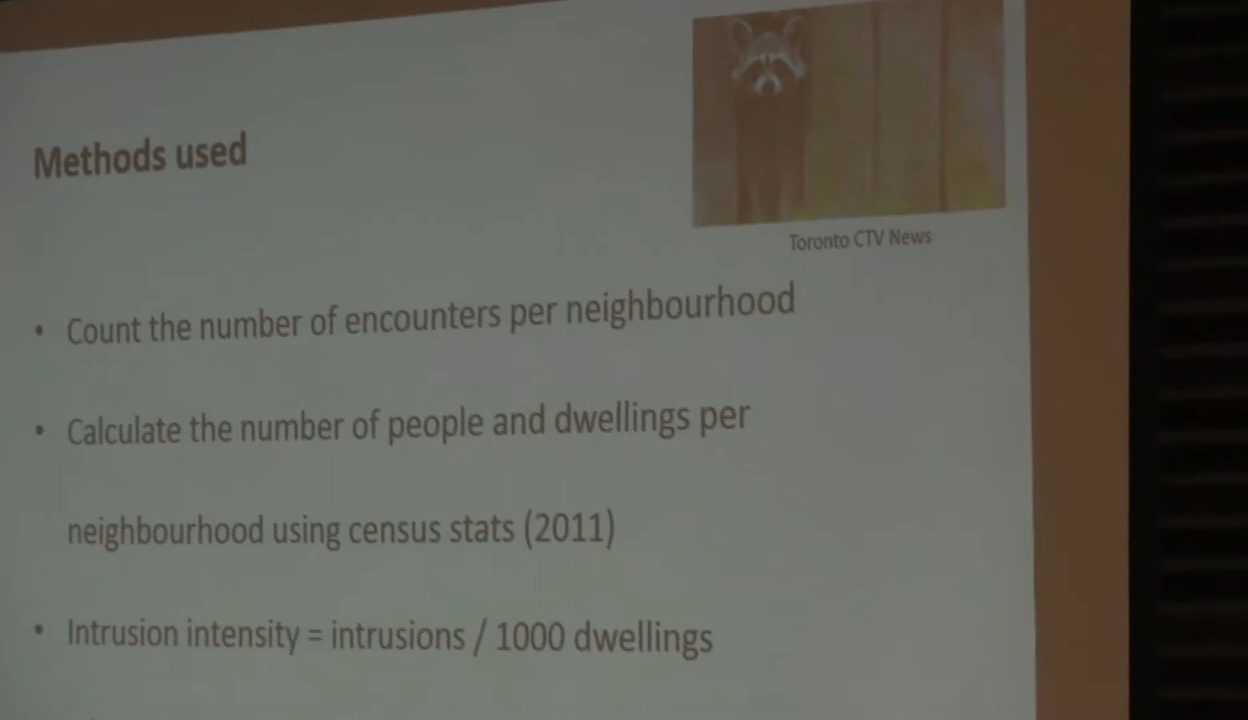 Methods used
Toronto CTV News
• Count the number of encounters per neighbourhood
• Calculate the number of people and dwellings per
neighbourhood using census stats (2011)
• Intrusion intensity = intrusions / 1000 dwellings